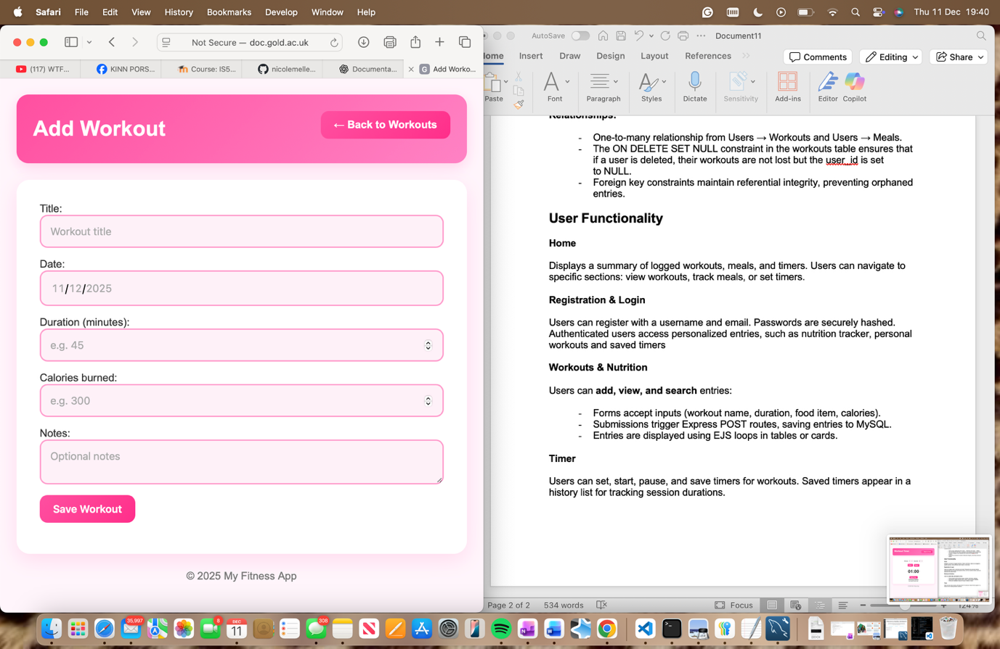 Safari File Edit View History Bookmarks Develop Window Help Thu 11 Dec 19:40
Not Secure — doc.gold.ac.uk
(117) WTF...
KINN PORS...
Course: IS5...
nicolemelle...
Documenta...
Add Worko...
Add Workout
← Back to Workouts
Title:
Workout title
Date:
11/12/2025
Duration (minutes):
e.g. 45
Calories burned:
e.g. 300
Notes:
Optional notes
Save Workout
© 2025 My Fitness App
AutoSave
Document11
ome Insert Draw Design Layout References
Comments Editing Share
Paste Font Paragraph Styles Dictate Sensitivity Add-ins Editor Copilot
Relationships:
- One-to-many relationship from Users → Workouts and Users → Meals.
- The ON DELETE SET NULL constraint in the workouts table ensures that
if a user is deleted, their workouts are not lost but the user_id is set
to NULL.
- Foreign key constraints maintain referential integrity, preventing orphaned
entries.
User Functionality
Home
Displays a summary of logged workouts, meals, and timers. Users can navigate to
specific sections: view workouts, track meals, or set timers.
Registration & Login
Users can register with a username and email. Passwords are securely hashed.
Authenticated users access personalized entries, such as nutrition tracker, personal
workouts and saved timers
Workouts & Nutrition
Users can add, view, and search entries:
- Forms accept inputs (workout name, duration, food item, calories).
- Submissions trigger Express POST routes, saving entries to MySQL.
- Entries are displayed using EJS loops in tables or cards.
Timer
Users can set, start, pause, and save timers for workouts. Saved timers appear in a
history list for tracking session durations.
01:00
Page 2 of 2 534 words Focus 124%
35,997
8
DEC
11
308